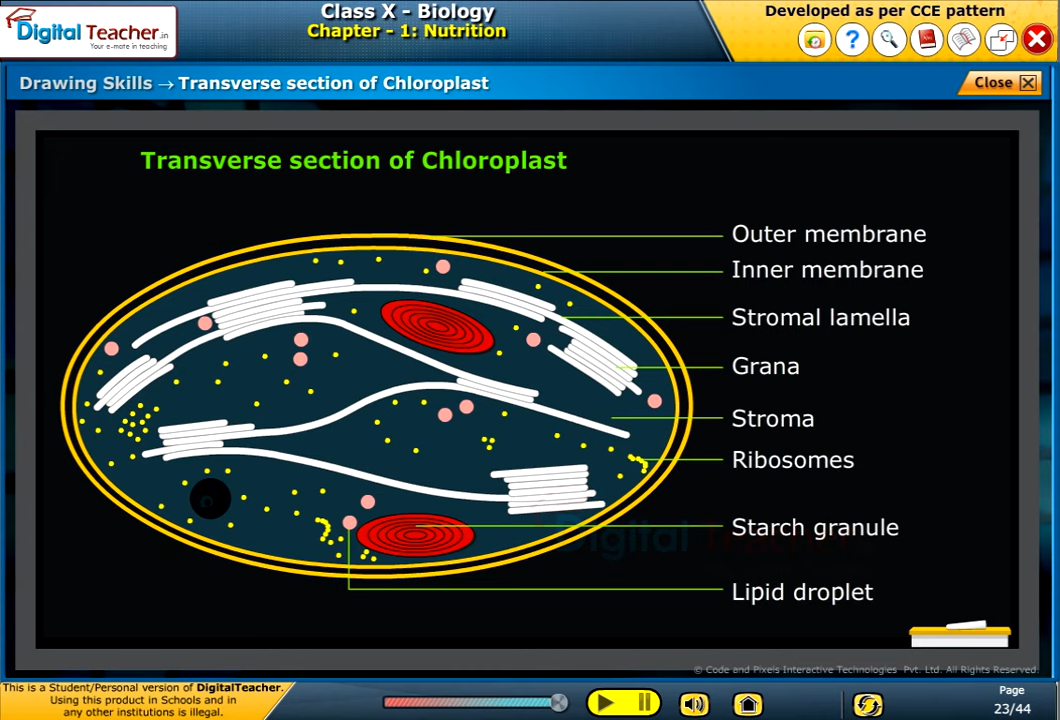 Digital Teacher.in
Your e-mate in teaching
Class X - Biology
Chapter - 1: Nutrition
Developed as per CCE pattern
Drawing Skills → Transverse section of Chloroplast
Close
Transverse section of Chloroplast
Outer membrane
Inner membrane
Stromal lamella
Grana
Stroma
Ribosomes
Starch granule
Lipid droplet
Digital Teacher
© Code and Pixels Interactive Technologies Pvt. Ltd. All Rights Reserved.
This is a Student/Personal version of DigitalTeacher.
Using this product in Schools and in
any other institutions is illegal.
Page
23/44